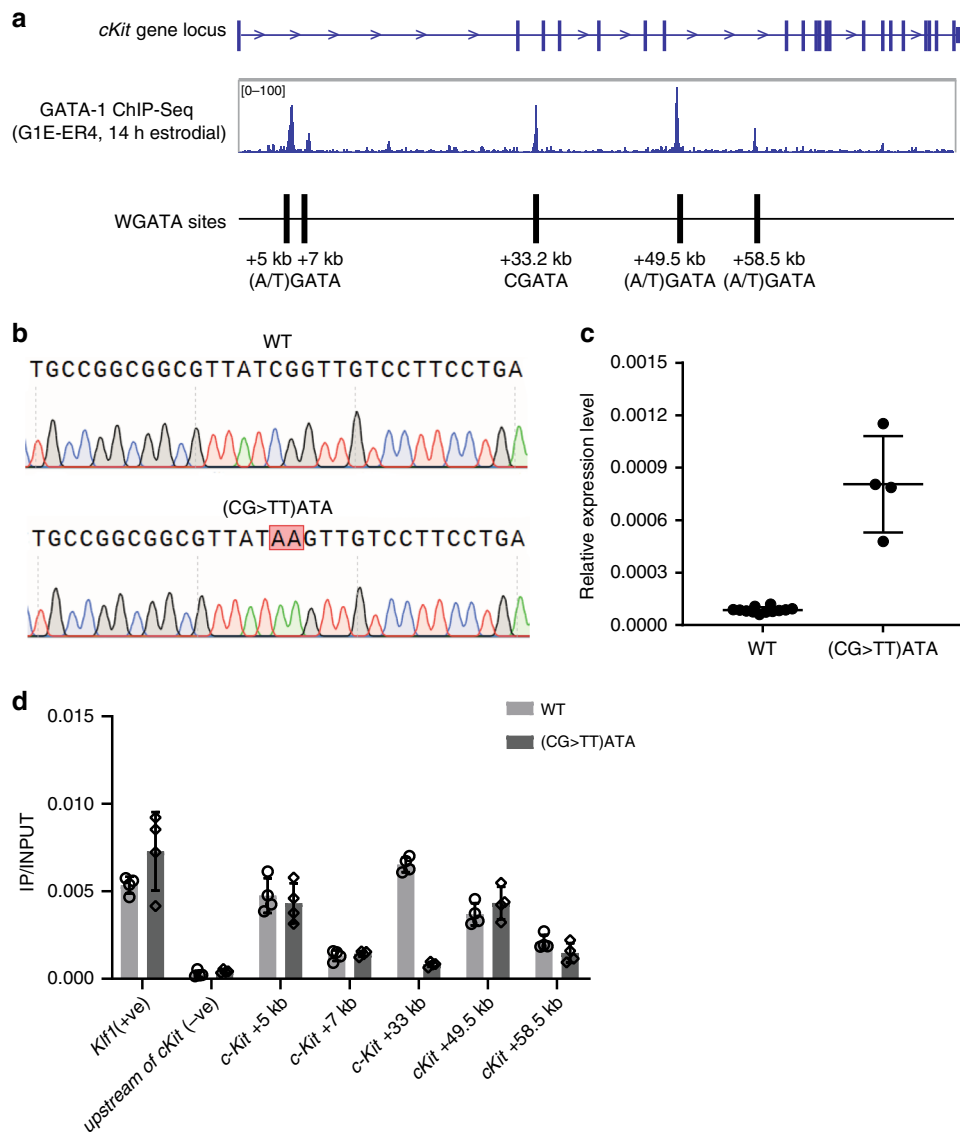 a
cKit gene locus
GATA-1 ChIP-Seq
(G1E-ER4, 14 h estrodial)
[0–100]
WGATA sites
+5 kb +7 kb
(A/T)GATA
+33.2 kb
CGATA
+49.5 kb
(A/T)GATA
+58.5 kb
(A/T)GATA
b
WT
TGCCGGCGGCGTTATCGGTTGTCCTTCCTGA
(CG>TT)ATA
TGCCGGCGGCGTTATAAGTTGTCCTTCCTGA
c
Relative expression level
0.0015
0.0012
0.0009
0.0006
0.0003
0.0000
WT
(CG>TT)ATA
d
IP/INPUT
0.015
0.010
0.005
0.000
WT
(CG>TT)ATA
Klf1(+ve)
upstream of cKit (–ve)
c-Kit +5 kb
c-Kit +7 kb
c-Kit +33 kb
cKit +49.5 kb
cKit +58.5 kb